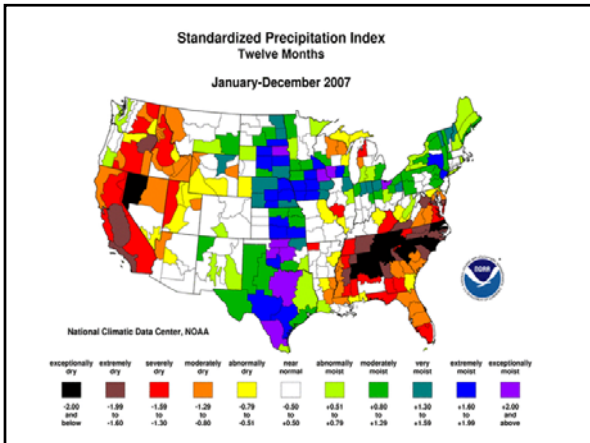 Standardized Precipitation Index
Twelve Months
January-December 2007
NOAA
National Climatic Data Center, NOAA
exceptionally dry
extremely dry
severely dry
moderately dry
abnormally dry
near normal
abnormally moist
moderately moist
very moist
extremely moist
exceptionally moist
-2.00 and below
-1.99 to -1.60
-1.59 to -1.30
-1.29 to -0.80
-0.79 to -0.51
-0.50 to +0.50
+0.51 to +0.79
+0.80 to +1.29
+1.30 to +1.59
+1.60 to +1.99
+2.00 and above